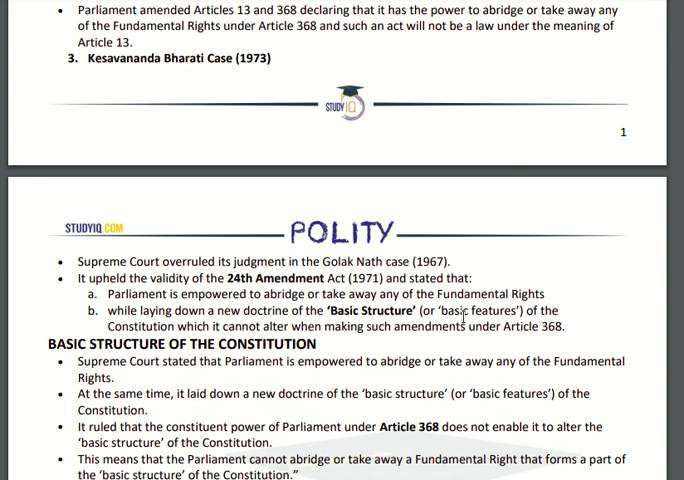 • Parliament amended Articles 13 and 368 declaring that it has the power to abridge or take away any
of the Fundamental Rights under Article 368 and such an act will not be a law under the meaning of
Article 13.
3. Kesavananda Bharati Case (1973)
STUDY IQ
1
STUDYIQ.COM
POLITY
• Supreme Court overruled its judgment in the Golak Nath case (1967).
• It upheld the validity of the 24th Amendment Act (1971) and stated that:
a. Parliament is empowered to abridge or take away any of the Fundamental Rights
b. while laying down a new doctrine of the ‘Basic Structure’ (or ‘basic features’) of the
Constitution which it cannot alter when making such amendments under Article 368.
BASIC STRUCTURE OF THE CONSTITUTION
• Supreme Court stated that Parliament is empowered to abridge or take away any of the Fundamental
Rights.
• At the same time, it laid down a new doctrine of the ‘basic structure’ (or ‘basic features’) of the
Constitution.
• It ruled that the constituent power of Parliament under Article 368 does not enable it to alter the
‘basic structure’ of the Constitution.
• This means that the Parliament cannot abridge or take away a Fundamental Right that forms a part of
the ‘basic structure’ of the Constitution.”